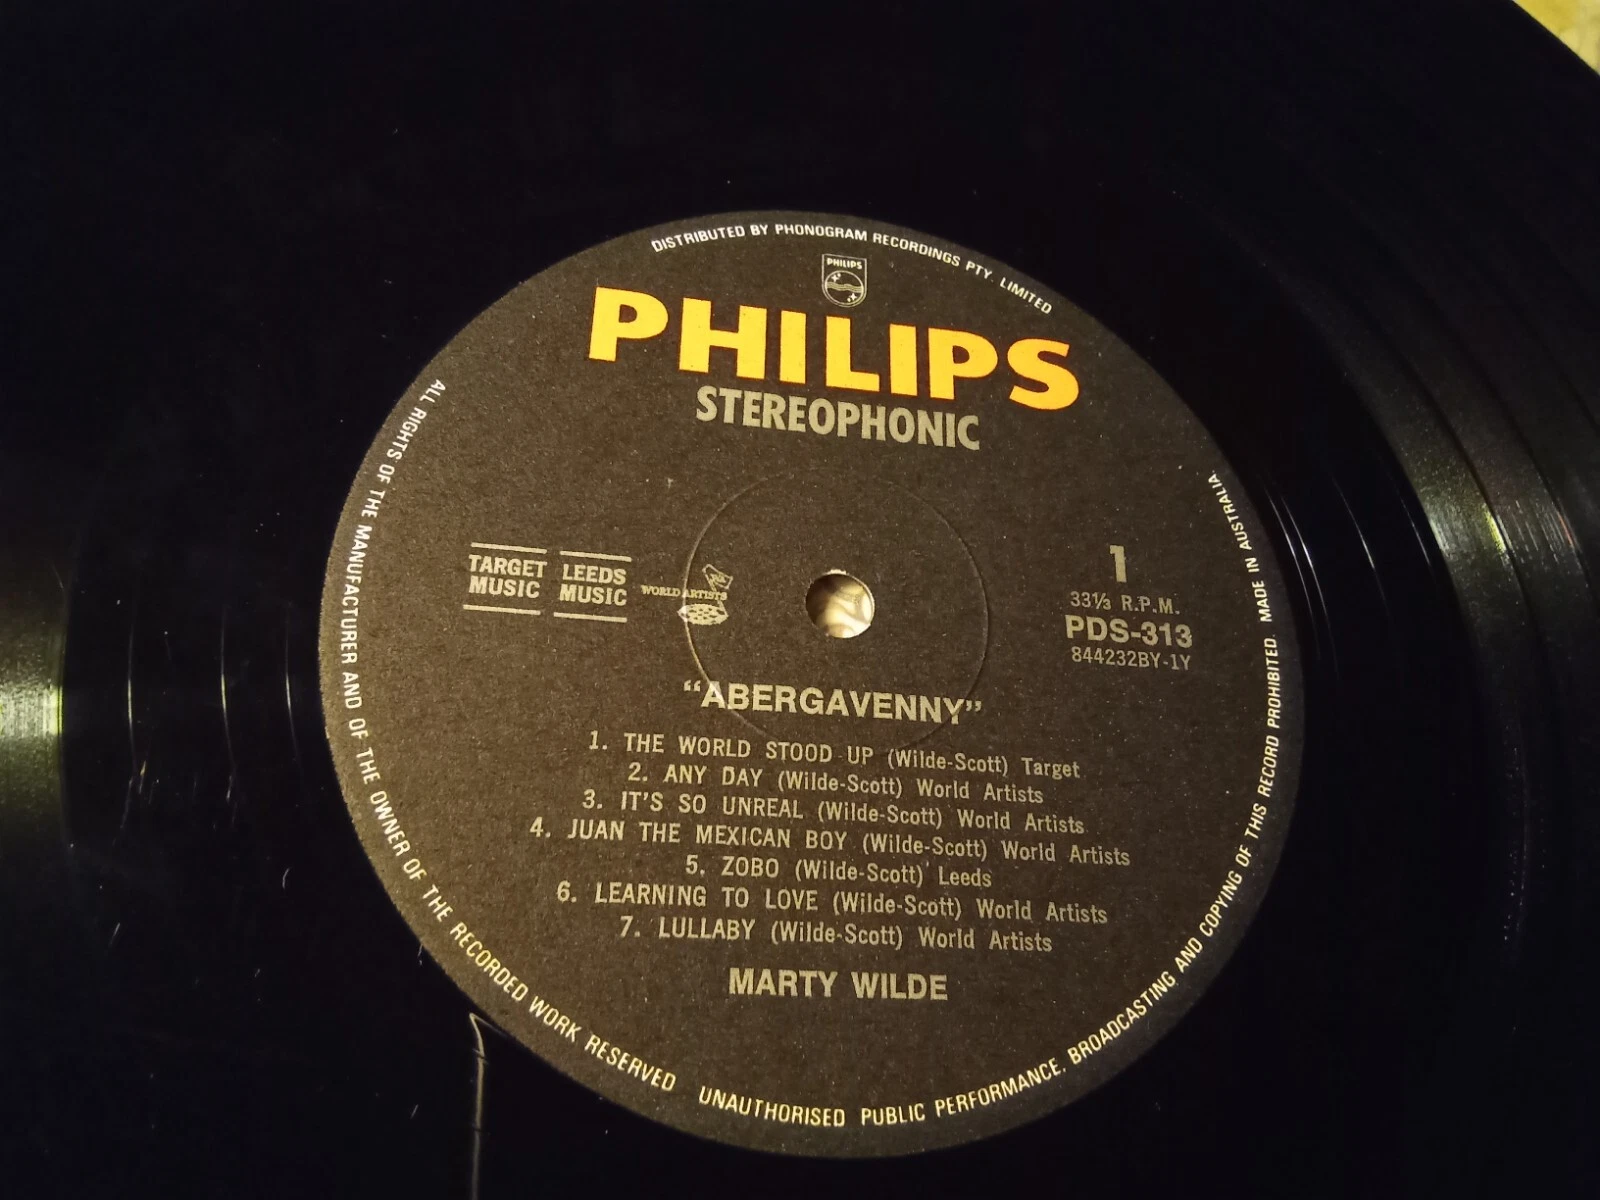 DISTRIBUTED BY PHONOGRAM RECORDINGS PTY. LIMITED
PHILIPS
PHILIPS
STEREOPHONIC
TARGET MUSIC
LEEDS MUSIC
WORLD ARTISTS
1
33⅓ R.P.M.
PDS-313
844232BY-1Y
"ABERGAVENNY"
1. THE WORLD STOOD UP (Wilde-Scott) Target
2. ANY DAY (Wilde-Scott) World Artists
3. IT'S SO UNREAL (Wilde-Scott) World Artists
4. JUAN THE MEXICAN BOY (Wilde-Scott) World Artists
5. ZOBO (Wilde-Scott) Leeds
6. LEARNING TO LOVE (Wilde-Scott) World Artists
7. LULLABY (Wilde-Scott) World Artists
MARTY WILDE
ALL RIGHTS OF THE MANUFACTURER AND OF THE OWNER OF THE RECORDED WORK RESERVED
UNAUTHORISED PUBLIC PERFORMANCE, BROADCASTING AND COPYING OF THIS RECORD PROHIBITED. MADE IN AUSTRALIA